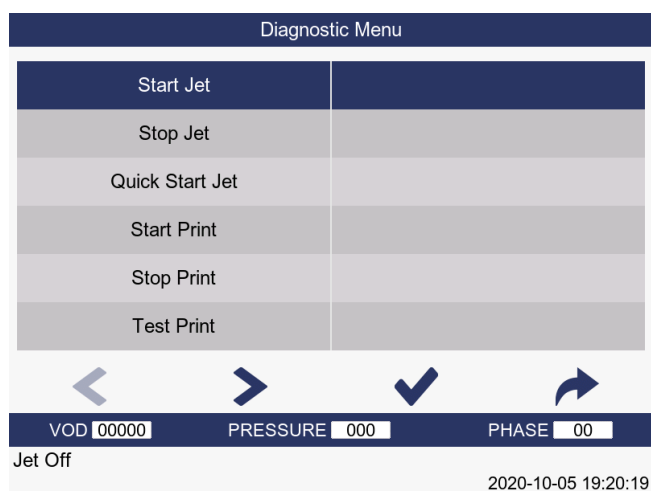 Diagnostic Menu
Start Jet
Stop Jet
Quick Start Jet
Start Print
Stop Print
Test Print
VOD 00000 PRESSURE 000 PHASE 00
Jet Off
2020-10-05 19:20:19